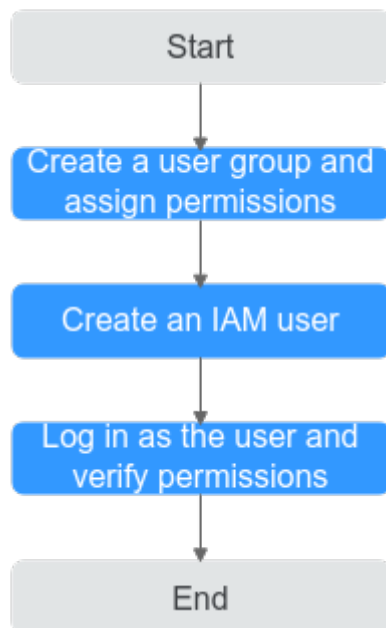 Start
Create a user group and
assign permissions
Create an IAM user
Log in as the user and
verify permissions
End